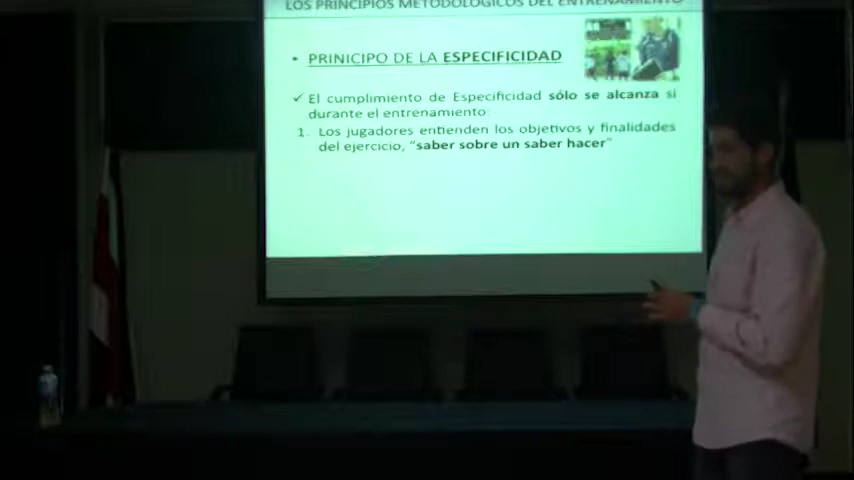 LOS PRINCIPIOS METODOLÓGICOS DEL ENTRENAMIENTO
• PRINICIPO DE LA ESPECIFICIDAD
✓ El cumplimiento de Especificidad sólo se alcanza si
durante el entrenamiento:
1. Los jugadores entienden los objetivos y finalidades
del ejercicio, “saber sobre un saber hacer”